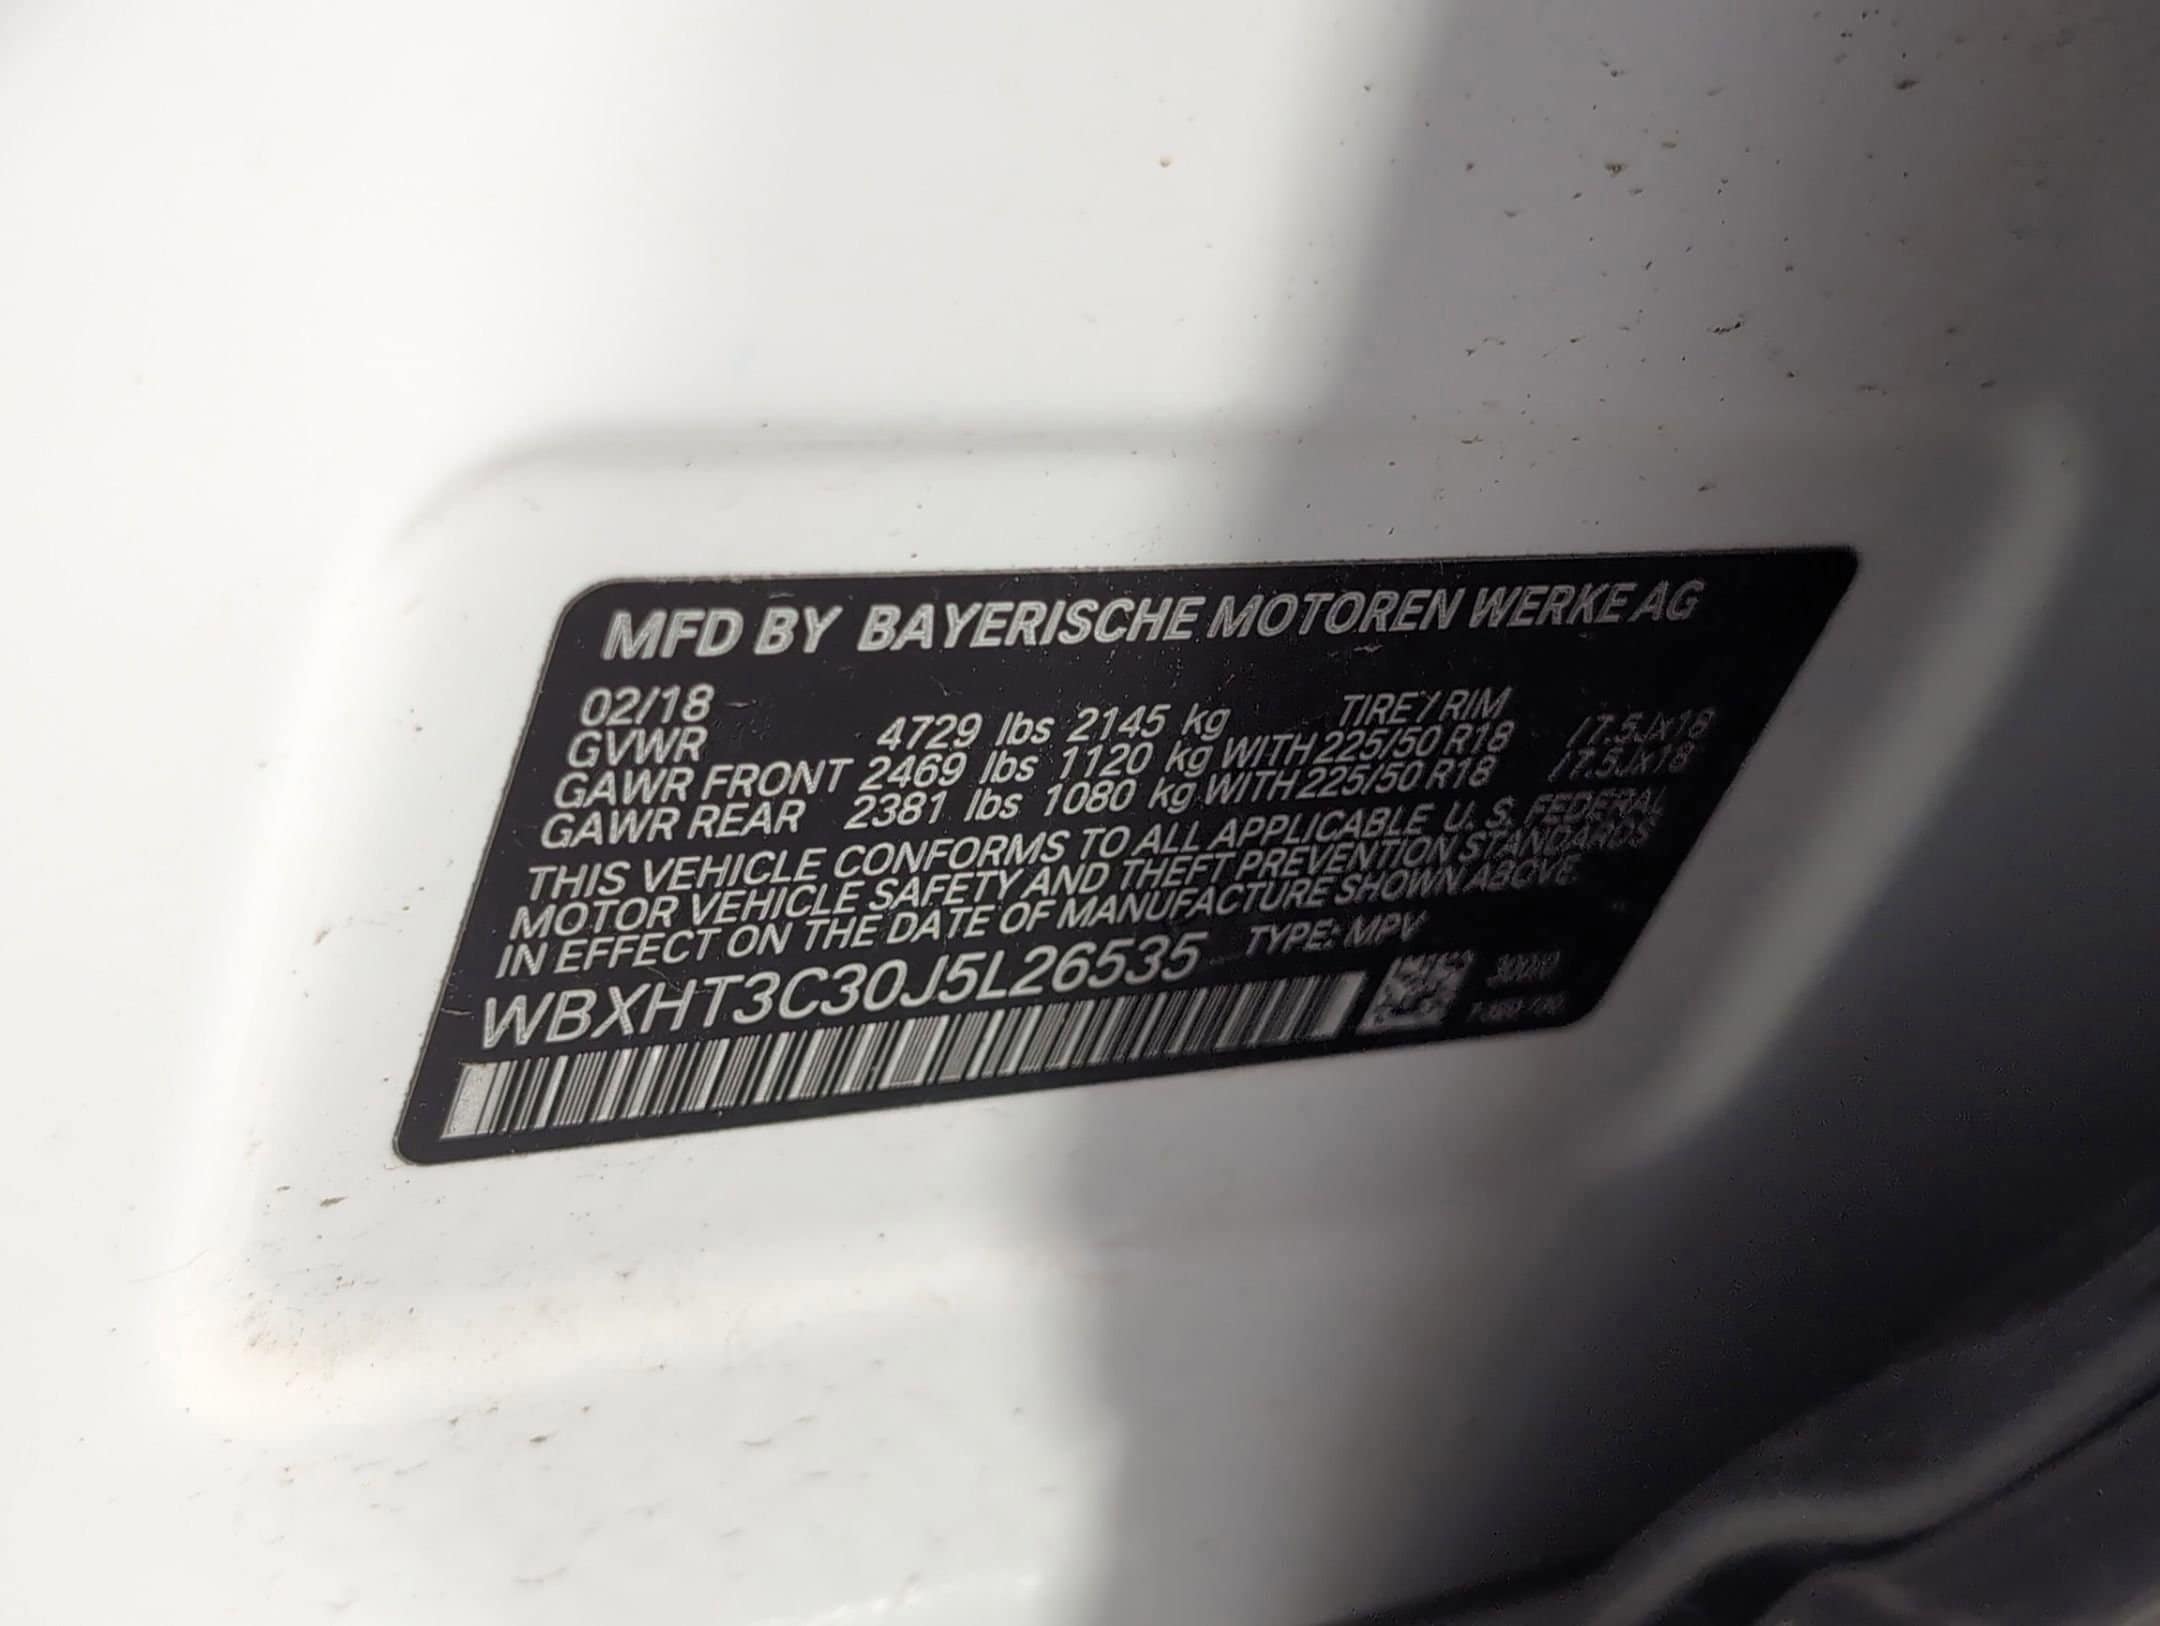 MFD BY BAYERISCHE MOTOREN WERKE AG
02/18 TIRE / RIM
GVWR 4729 lbs 2145 kg
GAWR FRONT 2469 lbs 1120 kg WITH 225/50 R18 /7.5Jx18
GAWR REAR 2381 lbs 1080 kg WITH 225/50 R18 /7.5Jx18
THIS VEHICLE CONFORMS TO ALL APPLICABLE U. S. FEDERAL
MOTOR VEHICLE SAFETY AND THEFT PREVENTION STANDARDS
IN EFFECT ON THE DATE OF MANUFACTURE SHOWN ABOVE.
WBXHT3C30J5L26535 TYPE: MPV